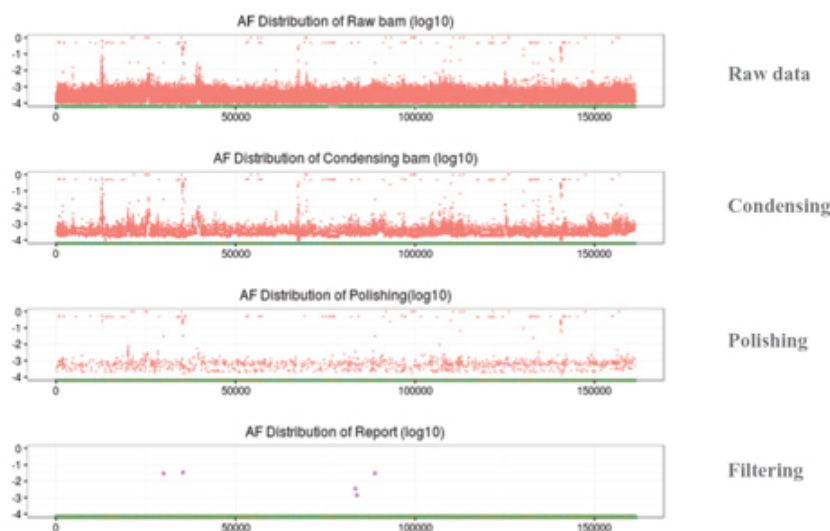 AF Distribution of Raw bam (log10)
0
-1
-2
-3
-4
0 50000 100000 150000
Raw data
AF Distribution of Condensing bam (log10)
0
-1
-2
-3
-4
0 50000 100000 150000
Condensing
AF Distribution of Polishing(log10)
0
-1
-2
-3
-4
0 50000 100000 150000
Polishing
AF Distribution of Report (log10)
0
-1
-2
-3
-4
0 50000 100000 150000
Filtering